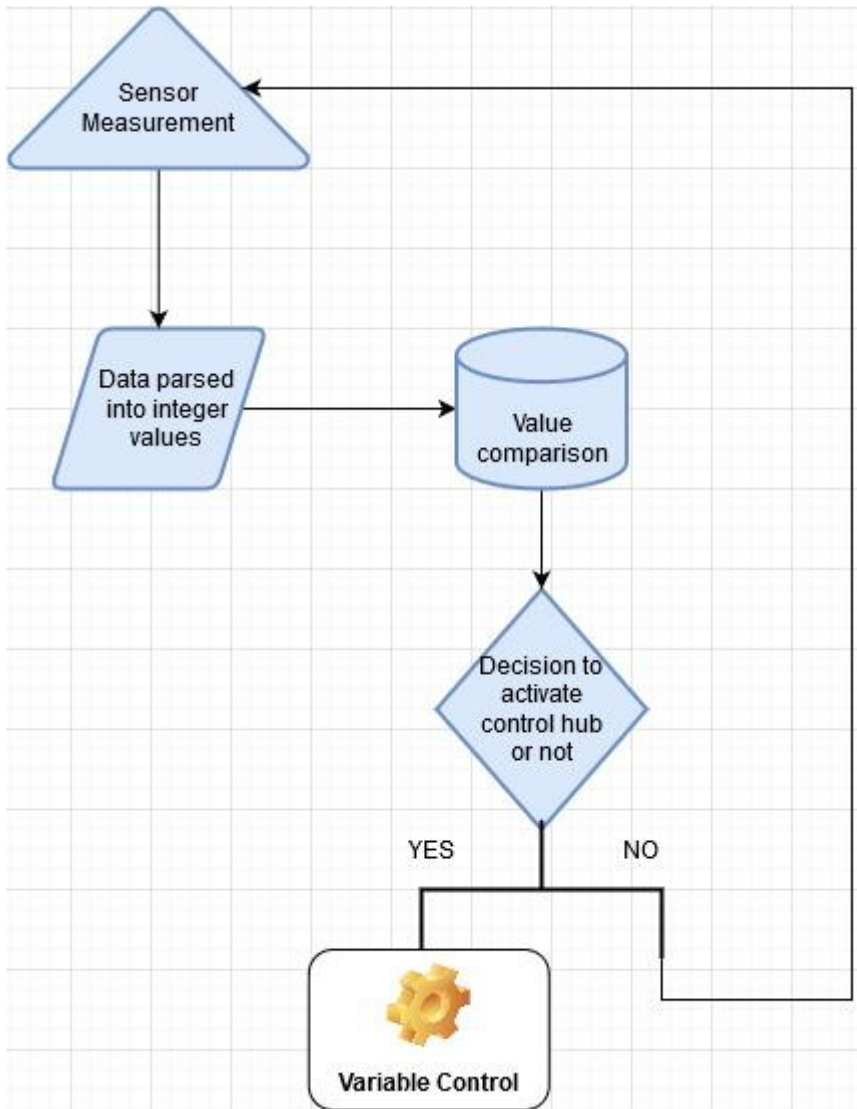 Sensor
Measurement
Data parsed
into integer
values
Value
comparison
Decision to
activate
control hub
or not
YES
NO
Variable Control